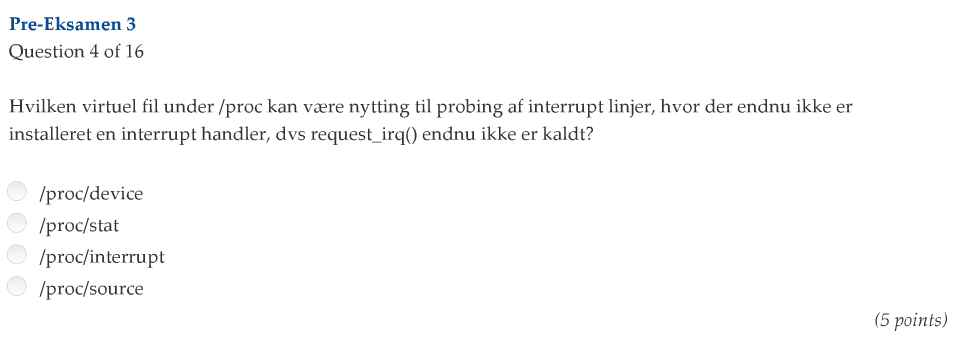 Pre-Eksamen 3
Question 4 of 16
Hvilken virtuel fil under /proc kan være nytting til probing af interrupt linjer, hvor der endnu ikke er
installeret en interrupt handler, dvs request_irq() endnu ikke er kaldt?
/proc/device
/proc/stat
/proc/interrupt
/proc/source
(5 points)